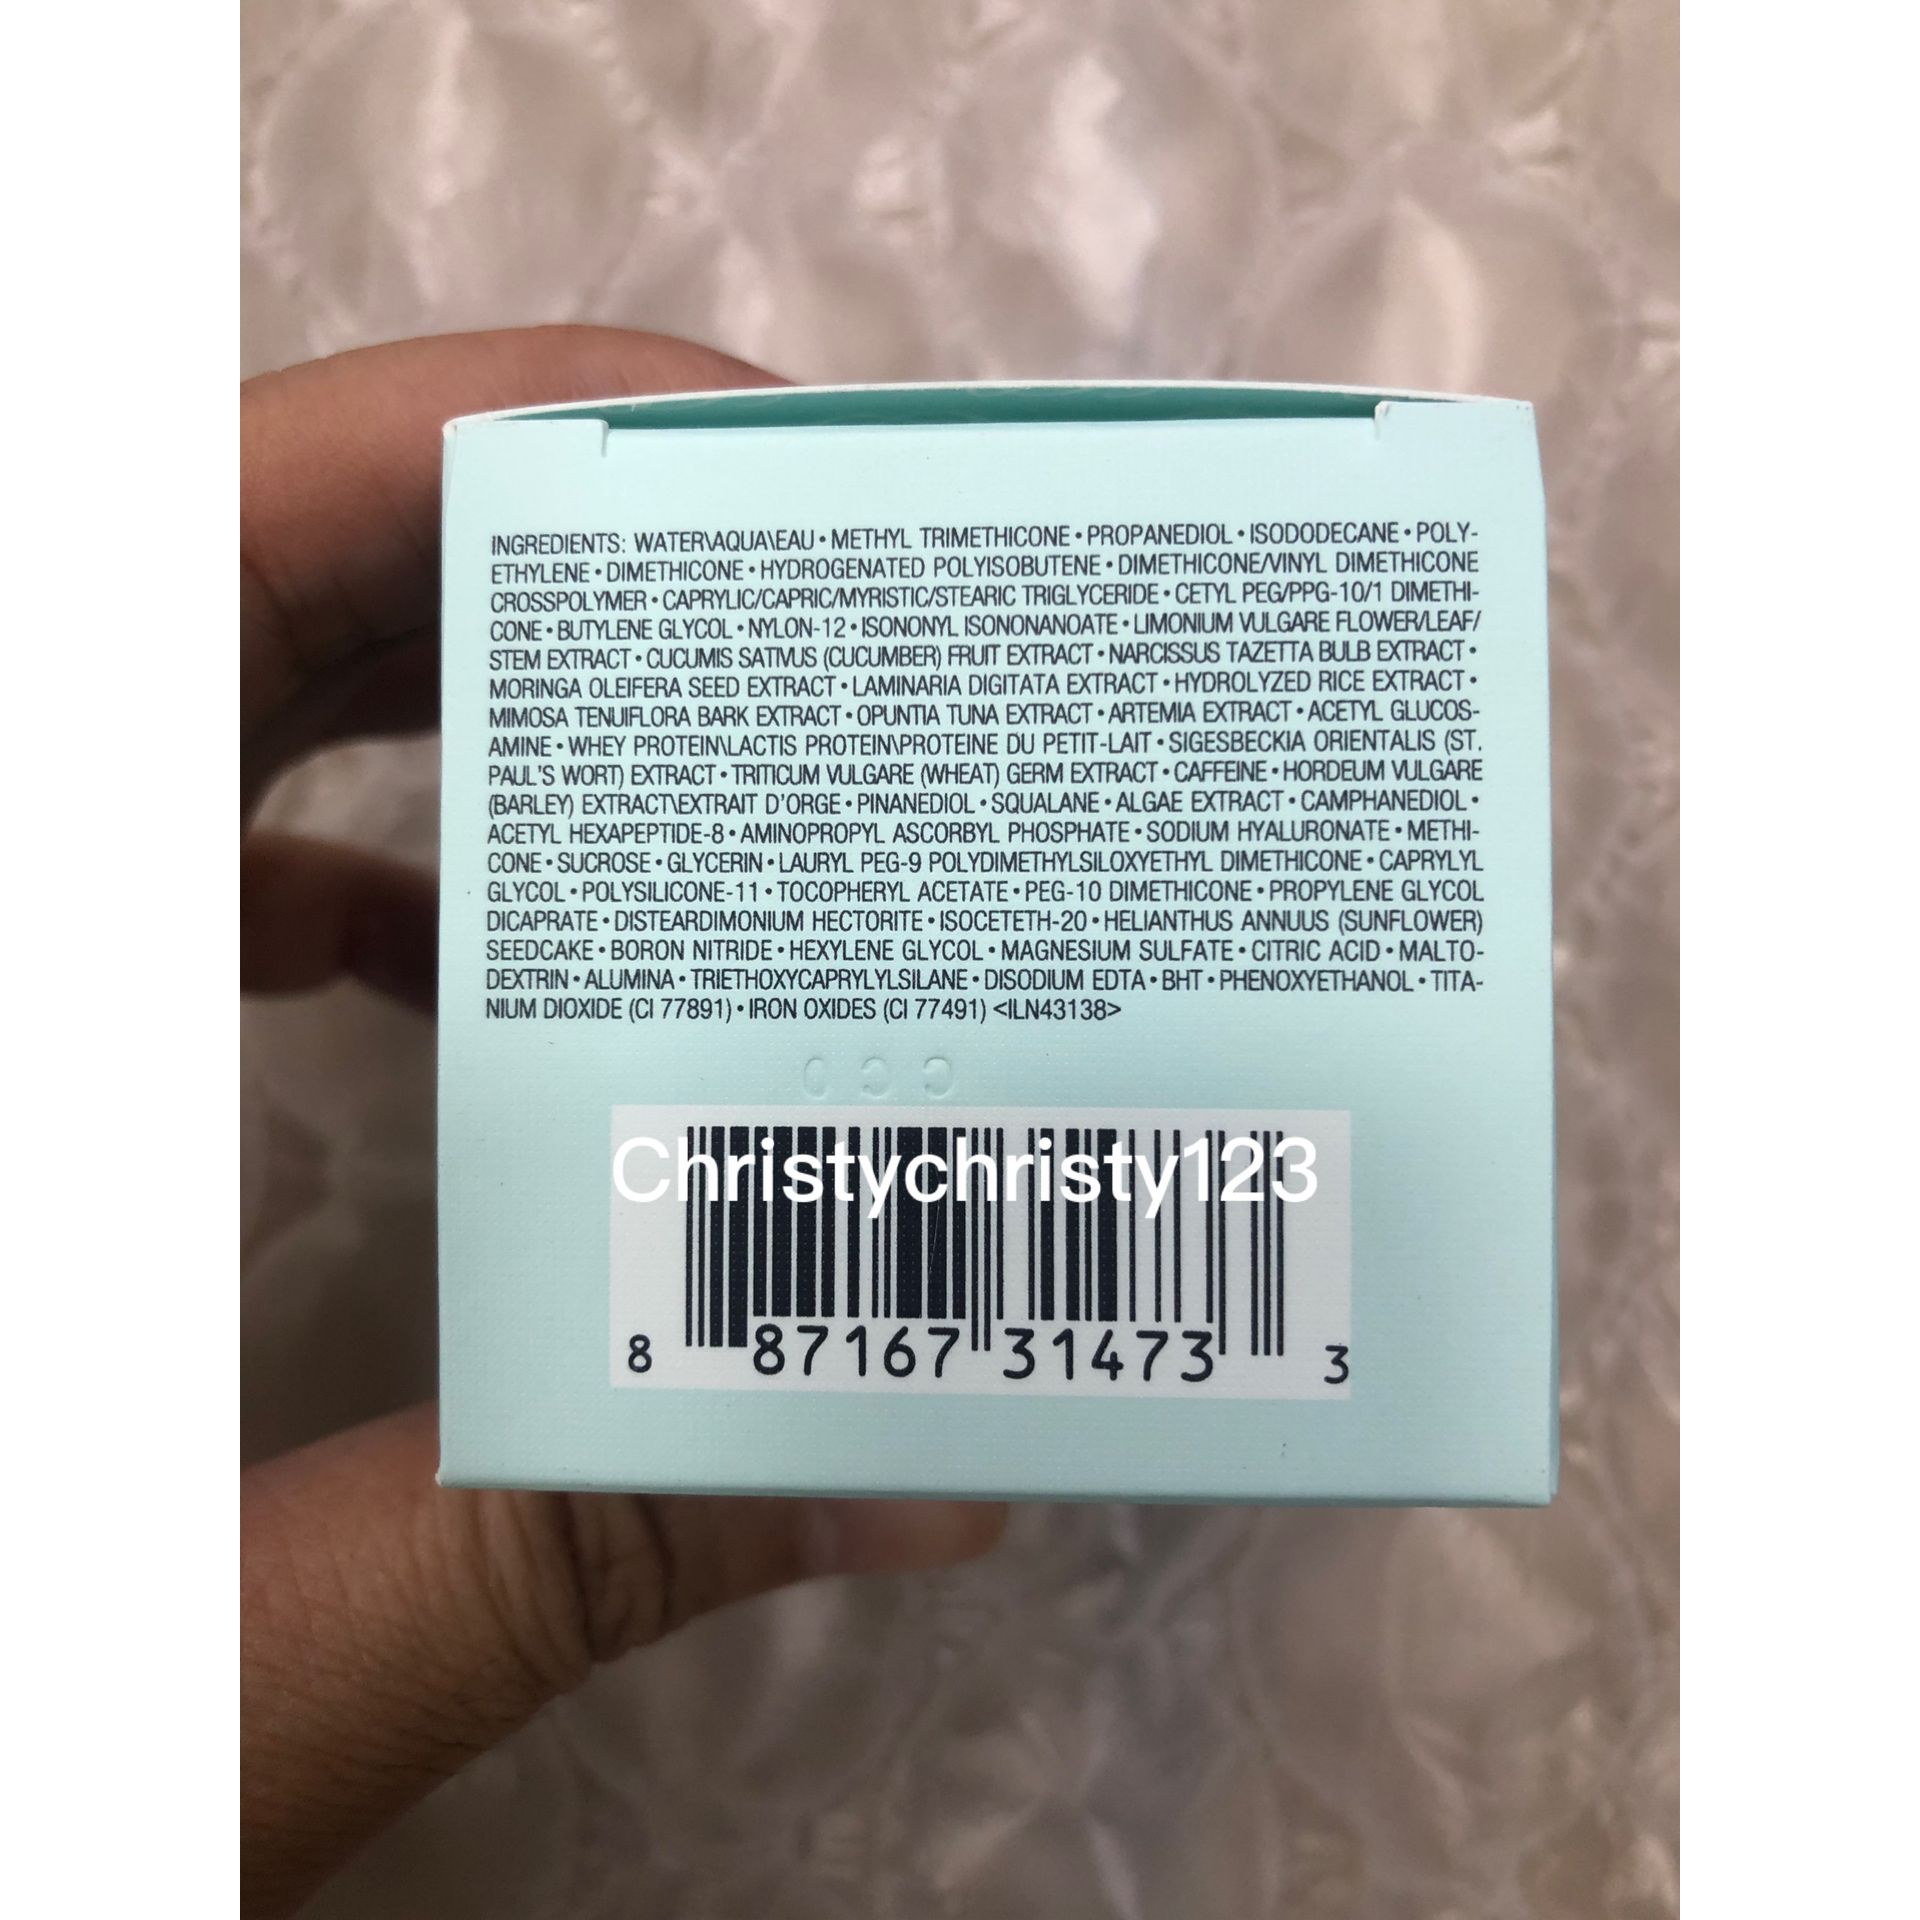 INGREDIENTS: WATER\AQUA\EAU • METHYL TRIMETHICONE • PROPANEDIOL • ISODODECANE • POLY-
ETHYLENE • DIMETHICONE • HYDROGENATED POLYISOBUTENE • DIMETHICONE/VINYL DIMETHICONE
CROSSPOLYMER • CAPRYLIC/CAPRIC/MYRISTIC/STEARIC TRIGLYCERIDE • CETYL PEG/PPG-10/1 DIMETHI-
CONE • BUTYLENE GLYCOL • NYLON-12 • ISONONYL ISONONANOATE • LIMONIUM VULGARE FLOWER/LEAF/
STEM EXTRACT • CUCUMIS SATIVUS (CUCUMBER) FRUIT EXTRACT • NARCISSUS TAZETTA BULB EXTRACT •
MORINGA OLEIFERA SEED EXTRACT • LAMINARIA DIGITATA EXTRACT • HYDROLYZED RICE EXTRACT •
MIMOSA TENUIFLORA BARK EXTRACT • OPUNTIA TUNA EXTRACT • ARTEMIA EXTRACT • ACETYL GLUCOS-
AMINE • WHEY PROTEIN\LACTIS PROTEIN\PROTEINE DU PETIT-LAIT • SIGESBECKIA ORIENTALIS (ST.
PAUL'S WORT) EXTRACT • TRITICUM VULGARE (WHEAT) GERM EXTRACT • CAFFEINE • HORDEUM VULGARE
(BARLEY) EXTRACT\EXTRAIT D'ORGE • PINANEDIOL • SQUALANE • ALGAE EXTRACT • CAMPHANEDIOL •
ACETYL HEXAPEPTIDE-8 • AMINOPROPYL ASCORBYL PHOSPHATE • SODIUM HYALURONATE • METHI-
CONE • SUCROSE • GLYCERIN • LAURYL PEG-9 POLYDIMETHYLSILOXYETHYL DIMETHICONE • CAPRYLYL
GLYCOL • POLYSILICONE-11 • TOCOPHERYL ACETATE • PEG-10 DIMETHICONE • PROPYLENE GLYCOL
DICAPRATE • DISTEARDIMONIUM HECTORITE • ISOCETETH-20 • HELIANTHUS ANNUUS (SUNFLOWER)
SEEDCAKE • BORON NITRIDE • HEXYLENE GLYCOL • MAGNESIUM SULFATE • CITRIC ACID • MALTO-
DEXTRIN • ALUMINA • TRIETHOXYCAPRYLYLSILANE • DISODIUM EDTA • BHT • PHENOXYETHANOL • TITA-
NIUM DIOXIDE (CI 77891) • IRON OXIDES (CI 77491) <ILN43138>
Christychristy123
8 87167 31473 3